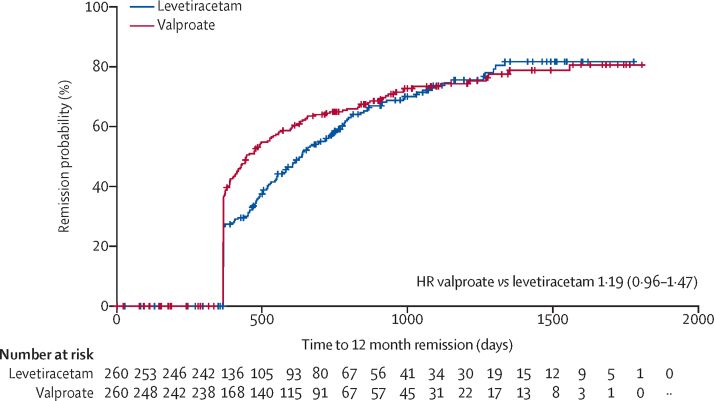 Levetiracetam
Valproate
100
80
60
40
20
0
Remission probability (%)
HR valproate vs levetiracetam 1·19 (0·96–1·47)
0 500 1000 1500 2000
Time to 12 month remission (days)
Number at risk
Levetiracetam 260 253 246 242 136 105 93 80 67 56 41 34 30 19 15 12 9 5 1 0
Valproate 260 248 242 238 168 140 115 91 67 57 45 31 22 17 13 8 3 1 0 ··